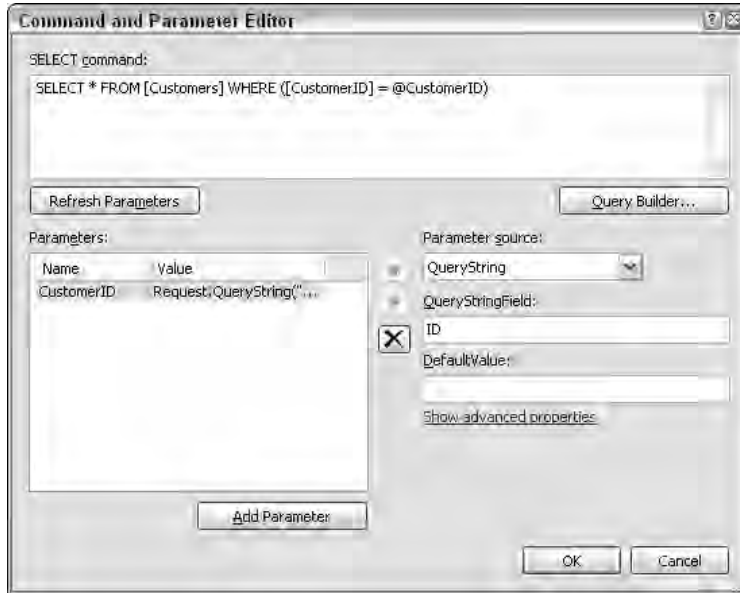 Command and Parameter Editor
SELECT command:
SELECT * FROM [Customers] WHERE ([CustomerID] = @CustomerID)
Refresh Parameters
Query Builder...
Parameters:
Name Value
CustomerID Request.QueryString("...
Add Parameter
Parameter source:
QueryString
QueryStringField:
ID
DefaultValue:
Show advanced properties
OK Cancel